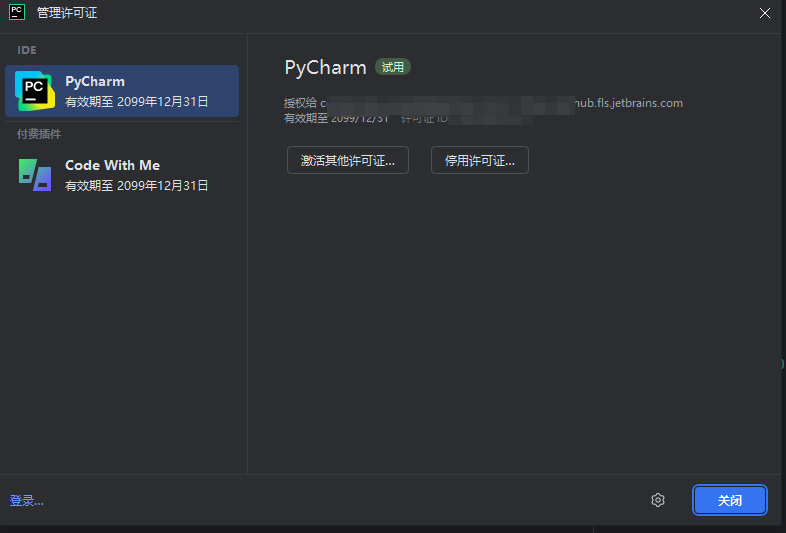 PC
管理许可证
IDE
PC
PyCharm
有效期至 2099年12月31日
付费插件
Code With Me
有效期至 2099年12月31日
PyCharm 试用
授权给 c hub.fls.jetbrains.com
有效期至 2099/12/31 许可证 ID
激活其他许可证...
停用许可证...
登录...
关闭